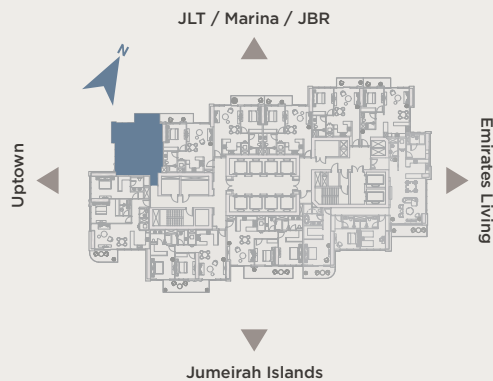 JLT / Marina / JBR
N
Uptown
Emirates Living
Jumeirah Islands